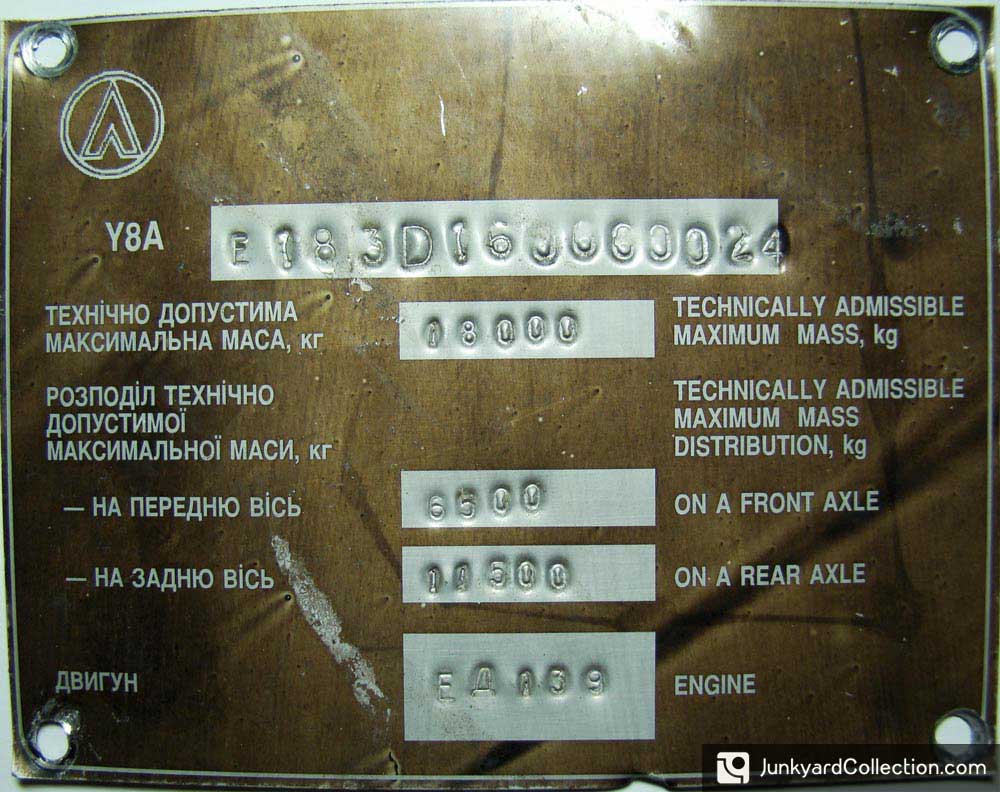 Y8A E183D160000024
ТЕХНІЧНО ДОПУСТИМА
МАКСИМАЛЬНА МАСА, кг
18000
TECHNICALLY ADMISSIBLE
MAXIMUM MASS, kg
РОЗПОДІЛ ТЕХНІЧНО
ДОПУСТИМОЇ
МАКСИМАЛЬНОЇ МАСИ, кг
TECHNICALLY ADMISSIBLE
MAXIMUM MASS
DISTRIBUTION, kg
— НА ПЕРЕДНЮ ВІСЬ 6500 ON A FRONT AXLE
— НА ЗАДНЮ ВІСЬ 11500 ON A REAR AXLE
ДВИГУН ЕД139 ENGINE
JunkyardCollection.com